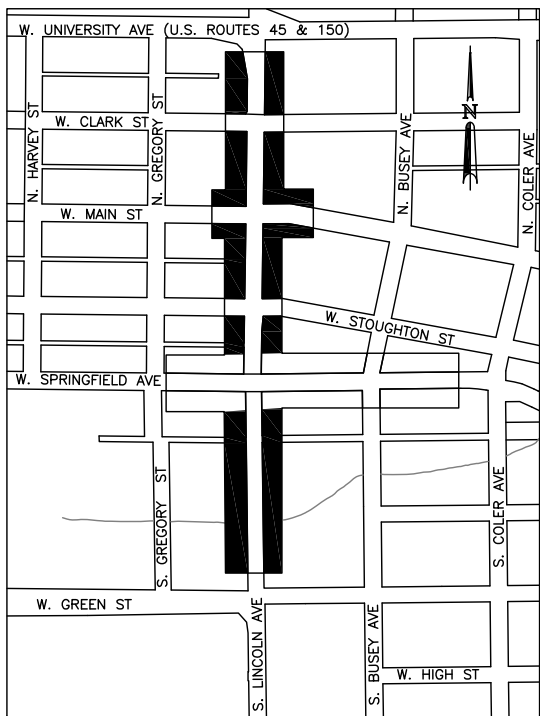 W. UNIVERSITY AVE (U.S. ROUTES 45 & 150)
N. HARVEY ST
W. CLARK ST
N. GREGORY ST
N. BUSEY AVE
N
N. COLER AVE
W. MAIN ST
W. STOUGHTON ST
W. SPRINGFIELD AVE
S. GREGORY ST
S. COLER AVE
W. GREEN ST
S. LINCOLN AVE
S. BUSEY AVE
W. HIGH ST